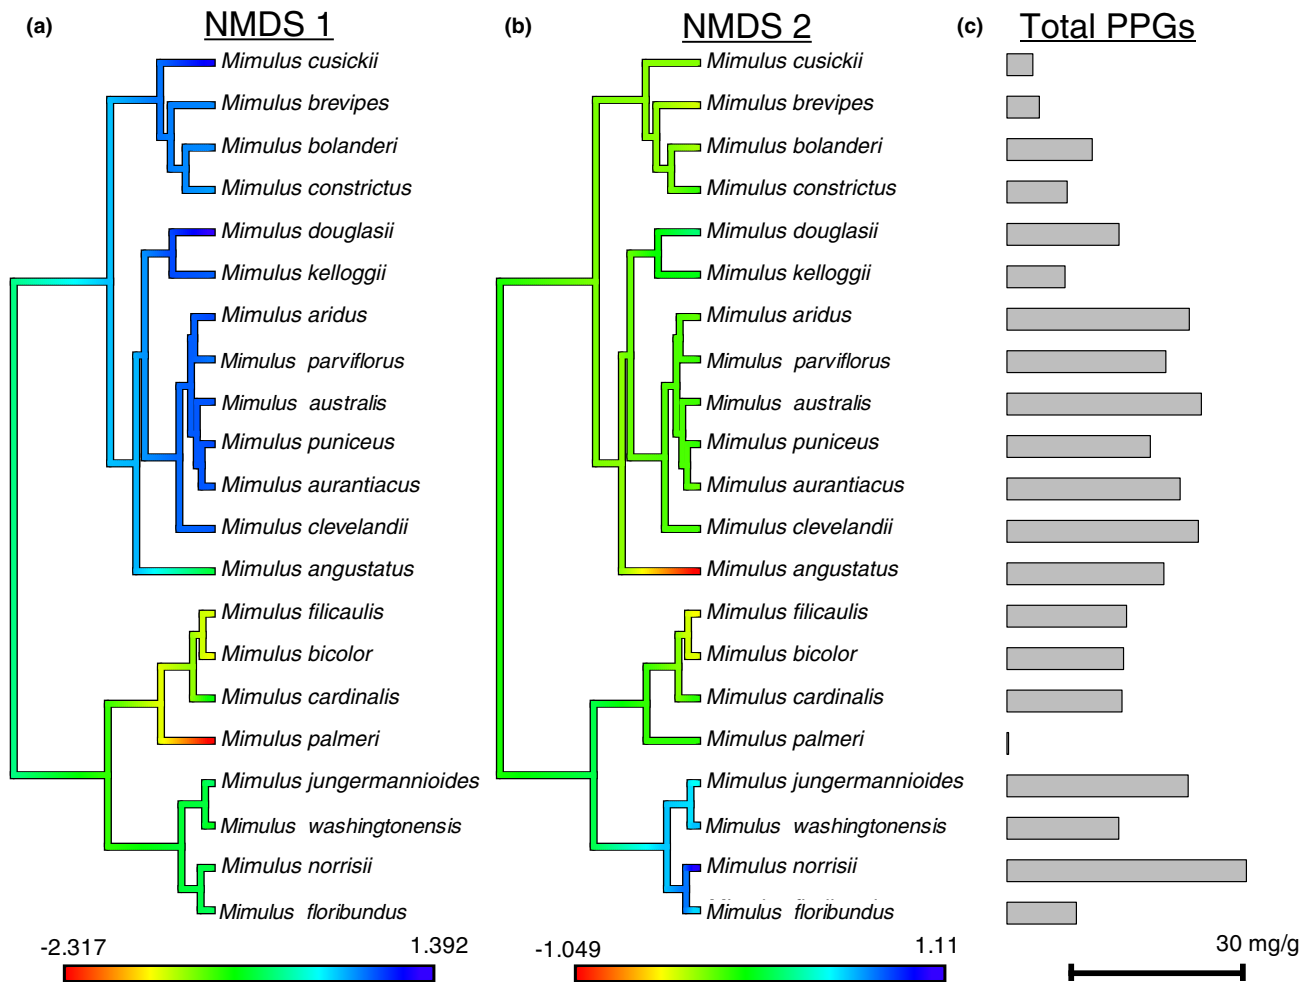 (a) NMDS 1 (b) NMDS 2 (c) Total PPGs
Mimulus cusickii Mimulus cusickii
Mimulus brevipes Mimulus brevipes
Mimulus bolanderi Mimulus bolanderi
Mimulus constrictus Mimulus constrictus
Mimulus douglasii Mimulus douglasii
Mimulus kelloggii Mimulus kelloggii
Mimulus aridus Mimulus aridus
Mimulus parviflorus Mimulus parviflorus
Mimulus australis Mimulus australis
Mimulus puniceus Mimulus puniceus
Mimulus aurantiacus Mimulus aurantiacus
Mimulus clevelandii Mimulus clevelandii
Mimulus angustatus Mimulus angustatus
Mimulus filicaulis Mimulus filicaulis
Mimulus bicolor Mimulus bicolor
Mimulus cardinalis Mimulus cardinalis
Mimulus palmeri Mimulus palmeri
Mimulus jungermannioides Mimulus jungermannioides
Mimulus washingtonensis Mimulus washingtonensis
Mimulus norrisii Mimulus norrisii
Mimulus floribundus Mimulus floribundus
-2.317 1.392 -1.049 1.11 30 mg/g